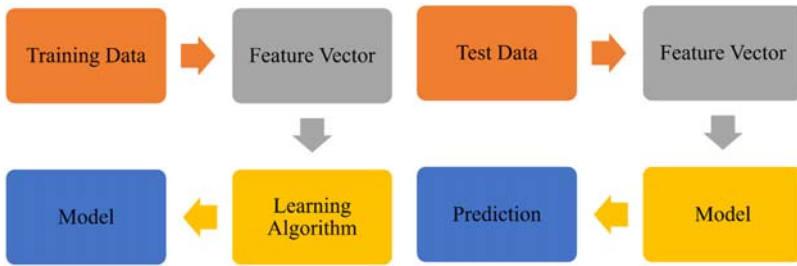 Training Data
Feature Vector
Test Data
Feature Vector
Model
Learning
Algorithm
Prediction
Model